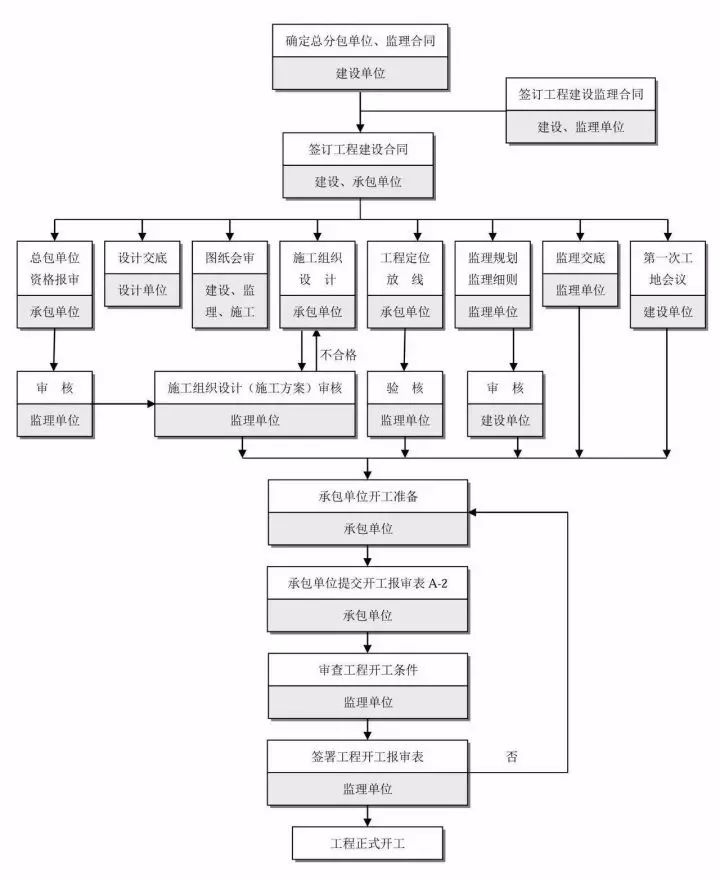 确定总分包单位、监理合同
建设单位
签订工程建设监理合同
建设、监理单位
签订工程建设合同
建设、承包单位
总包单位
资格报审
承包单位
设计交底
设计单位
图纸会审
建设、监
理、施工
施工组织
设 计
承包单位
工程定位
放 线
承包单位
监理规划
监理细则
监理单位
监理交底
监理单位
第一次工
地会议
建设单位
不合格
审 核
监理单位
施工组织设计（施工方案）审核
监理单位
验 核
监理单位
审 核
建设单位
承包单位开工准备
承包单位
承包单位提交开工报审表 A-2
承包单位
审查工程开工条件
监理单位
签署工程开工报审表
监理单位
否
工程正式开工